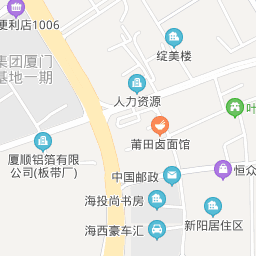 便利店1006
绽美楼
集团厦门
基地一期
人力资源
叶
莆田卤面馆
厦顺铝箔有限
公司(板带厂)
中国邮政
恒众
海投尚书房
新阳居住区
海西豪车汇